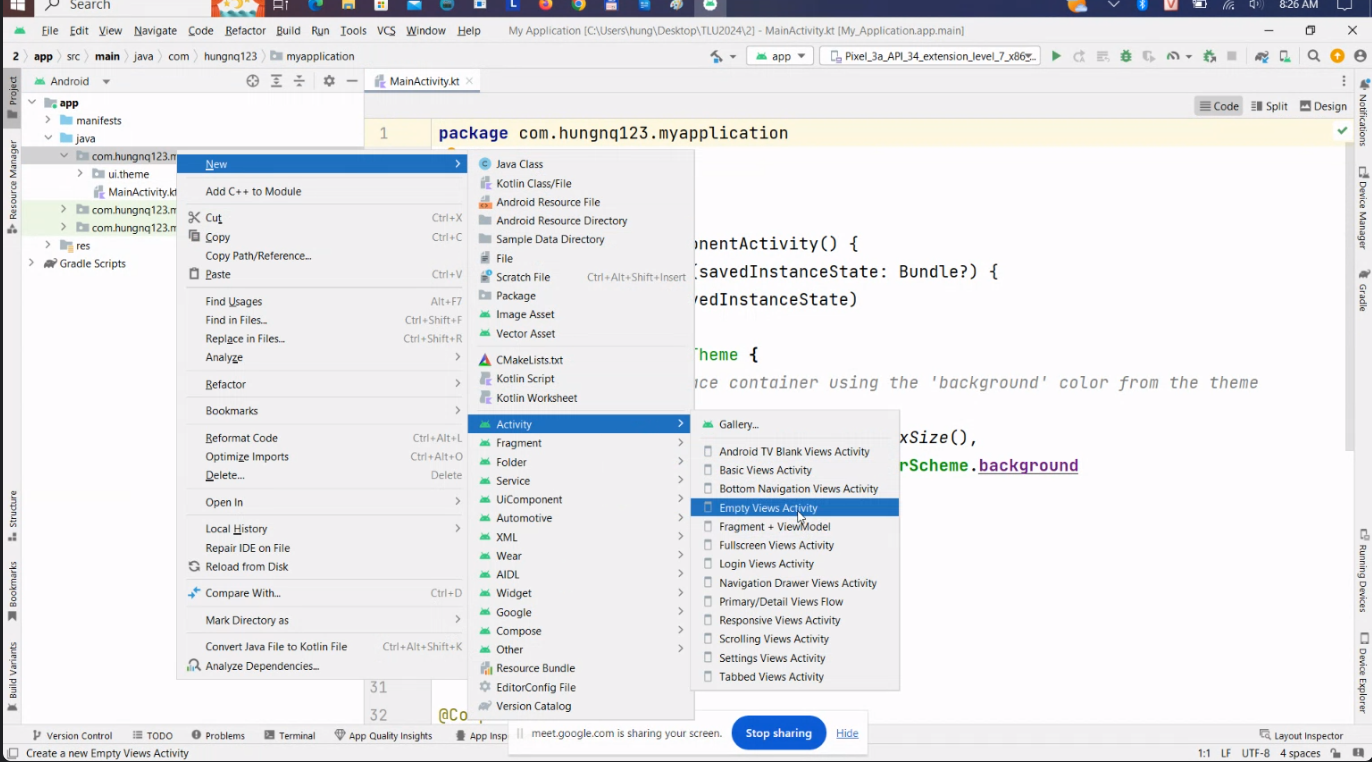 Search
8:26 AM
File Edit View Navigate Code Refactor Build Run Tools VCS Window Help My Application [C:\Users\hung\Desktop\TLU2024\2] - MainActivity.kt [My_Application.app.main]
2 app src main java com hungnq123 myapplication
app Pixel_3a_API_34_extension_level_7_x86
Android
MainActivity.kt
Code Split Design
Project
Resource Manager
Structure
Bookmarks
Build Variants
app
manifests
java
com.hungnq123.m
ui.theme
MainActivity.kt
com.hungnq123.m
com.hungnq123.m
res
Gradle Scripts
1 package com.hungnq123.myapplication
nentActivity() {
(savedInstanceState: Bundle?) {
vedInstanceState)
Theme {
ace container using the 'background' color from the theme
xSize(),
rScheme.background
31
32 @Co
New
Add C++ to Module
Cut Ctrl+X
Copy Ctrl+C
Copy Path/Reference...
Paste Ctrl+V
Find Usages Alt+F7
Find in Files... Ctrl+Shift+F
Replace in Files... Ctrl+Shift+R
Analyze
Refactor
Bookmarks
Reformat Code Ctrl+Alt+L
Optimize Imports Ctrl+Alt+O
Delete... Delete
Open In
Local History
Repair IDE on File
Reload from Disk
Compare With... Ctrl+D
Mark Directory as
Convert Java File to Kotlin File Ctrl+Alt+Shift+K
Analyze Dependencies...
Java Class
Kotlin Class/File
Android Resource File
Android Resource Directory
Sample Data Directory
File
Scratch File Ctrl+Alt+Shift+Insert
Package
Image Asset
Vector Asset
CMakeLists.txt
Kotlin Script
Kotlin Worksheet
Activity
Fragment
Folder
Service
UiComponent
Automotive
XML
Wear
AIDL
Widget
Google
Compose
Other
Resource Bundle
EditorConfig File
Version Catalog
Gallery...
Android TV Blank Views Activity
Basic Views Activity
Bottom Navigation Views Activity
Empty Views Activity
Fragment + ViewModel
Fullscreen Views Activity
Login Views Activity
Navigation Drawer Views Activity
Primary/Detail Views Flow
Responsive Views Activity
Scrolling Views Activity
Settings Views Activity
Tabbed Views Activity
Notifications
Device Manager
Gradle
Running Devices
Device Explorer
Version Control TODO Problems Terminal App Quality Insights App Insp
Layout Inspector
meet.google.com is sharing your screen. Stop sharing Hide
Create a new Empty Views Activity
1:1 LF UTF-8 4 spaces